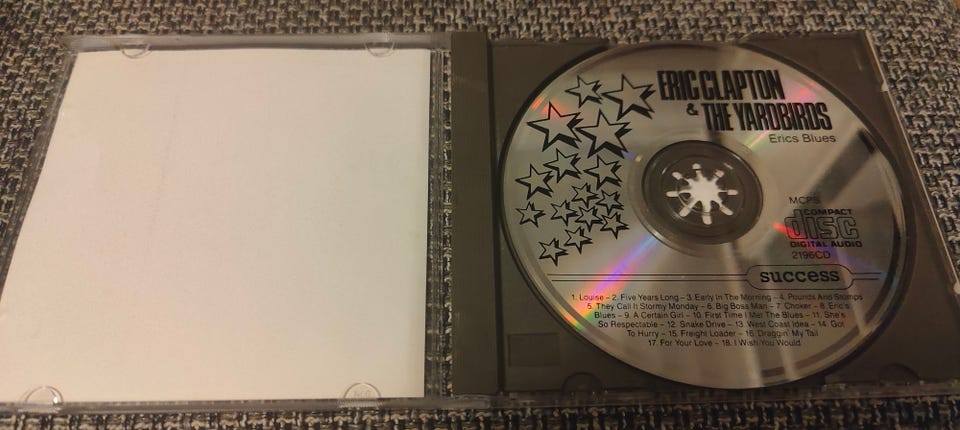 ERIC CLAPTON
& THE YARDBIRDS
Erics Blues
MCPS
COMPACT
disc
DIGITAL AUDIO
2196CD
success
1. Louise – 2. Five Years Long – 3. Early In The Morning – 4. Pounds And Stomps
5. They Call It Stormy Monday – 6. Big Boss Man – 7. Choker – 8. Eric's
Blues – 9. A Certain Girl – 10. First Time I Met The Blues – 11. She's
So Respectable – 12. Snake Drive – 13. West Coast Idea – 14. Got
To Hurry – 15. Freight Loader – 16. Draggin' My Tail
17. For Your Love – 18. I Wish You Would